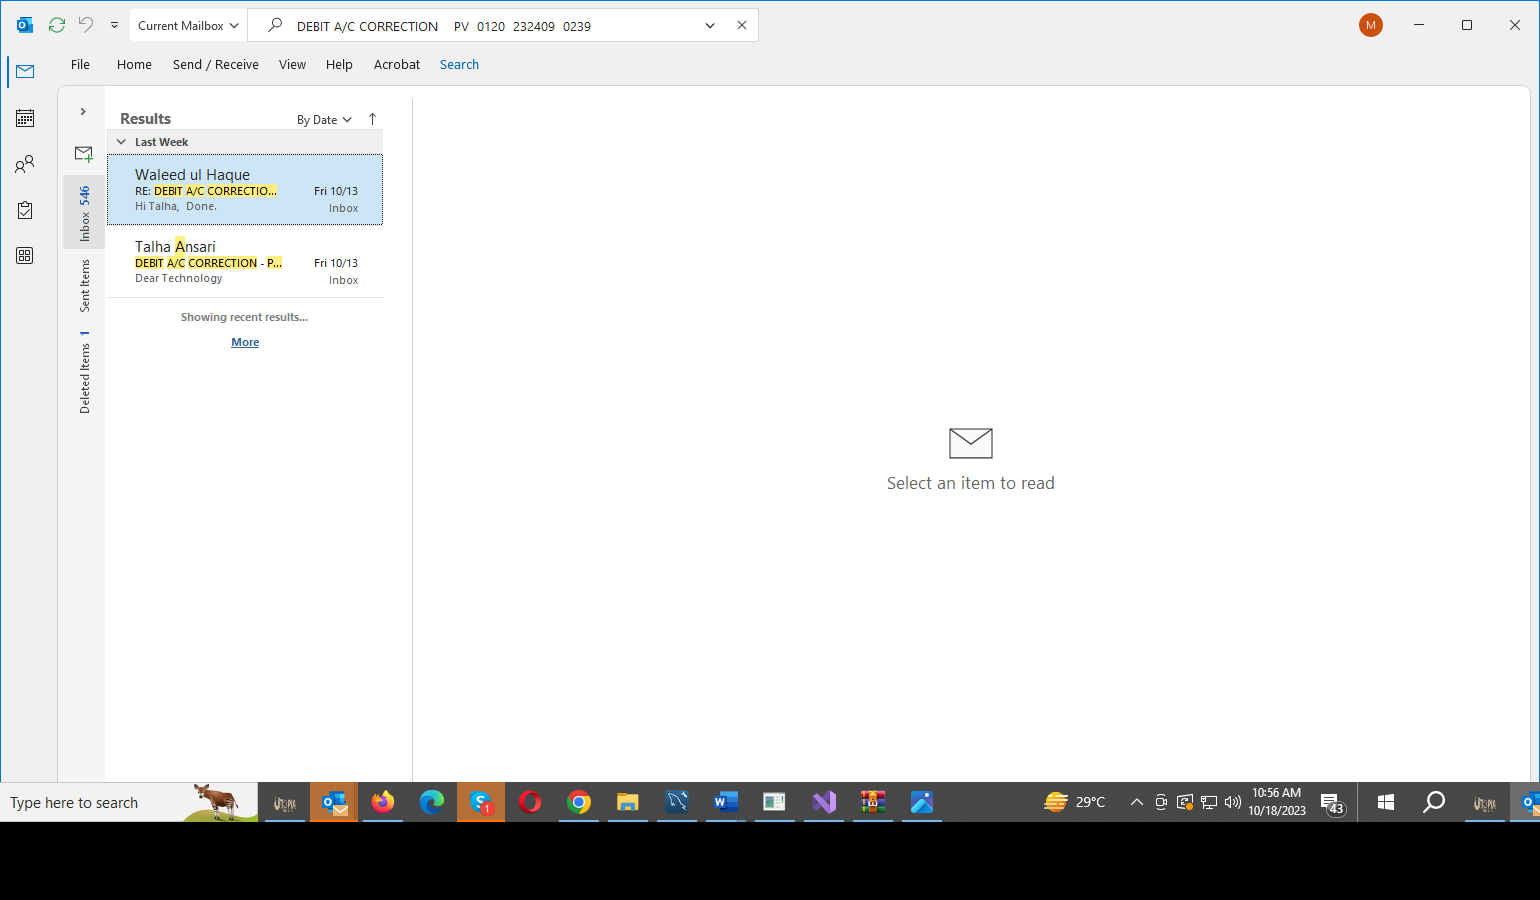 Current Mailbox
DEBIT A/C CORRECTION PV 0120 232409 0239
M
File Home Send / Receive View Help Acrobat Search
Results
By Date
Last Week
Waleed ul Haque
RE: DEBIT A/C CORRECTIO... Fri 10/13
Hi Talha, Done. Inbox
Talha Ansari
DEBIT A/C CORRECTION - P... Fri 10/13
Dear Technology Inbox
Showing recent results...
More
Inbox 546
Sent Items
Deleted Items 1
Select an item to read
Type here to search
UTOPIA
1
29°C
10:56 AM
10/18/2023
43
UTOPIA